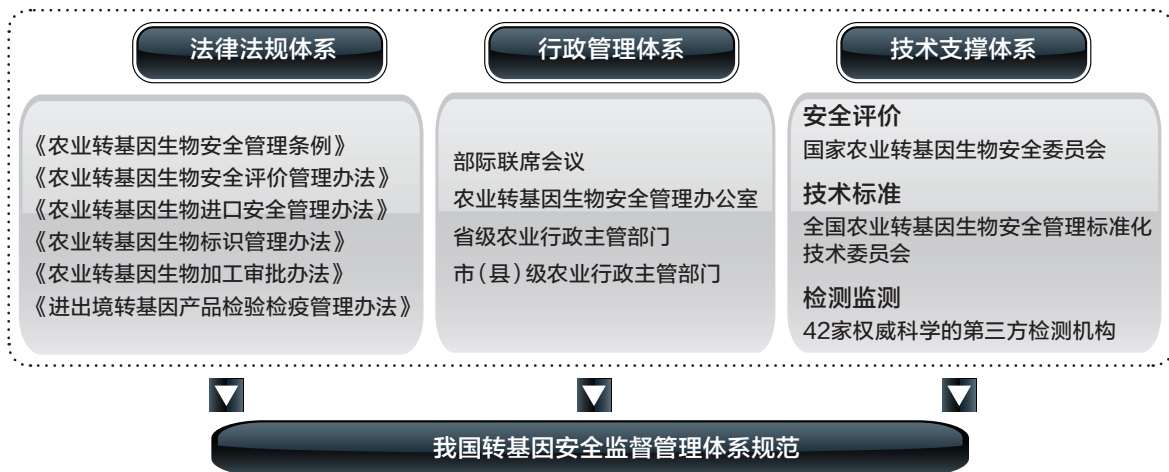 法律法规体系
《农业转基因生物安全管理条例》
《农业转基因生物安全评价管理办法》
《农业转基因生物进口安全管理办法》
《农业转基因生物标识管理办法》
《农业转基因生物加工审批办法》
《进出境转基因产品检验检疫管理办法》
行政管理体系
部际联席会议
农业转基因生物安全管理办公室
省级农业行政主管部门
市（县）级农业行政主管部门
技术支撑体系
安全评价
国家农业转基因生物安全委员会
技术标准
全国农业转基因生物安全管理标准化
技术委员会
检测监测
42家权威科学的第三方检测机构
我国转基因安全监督管理体系规范